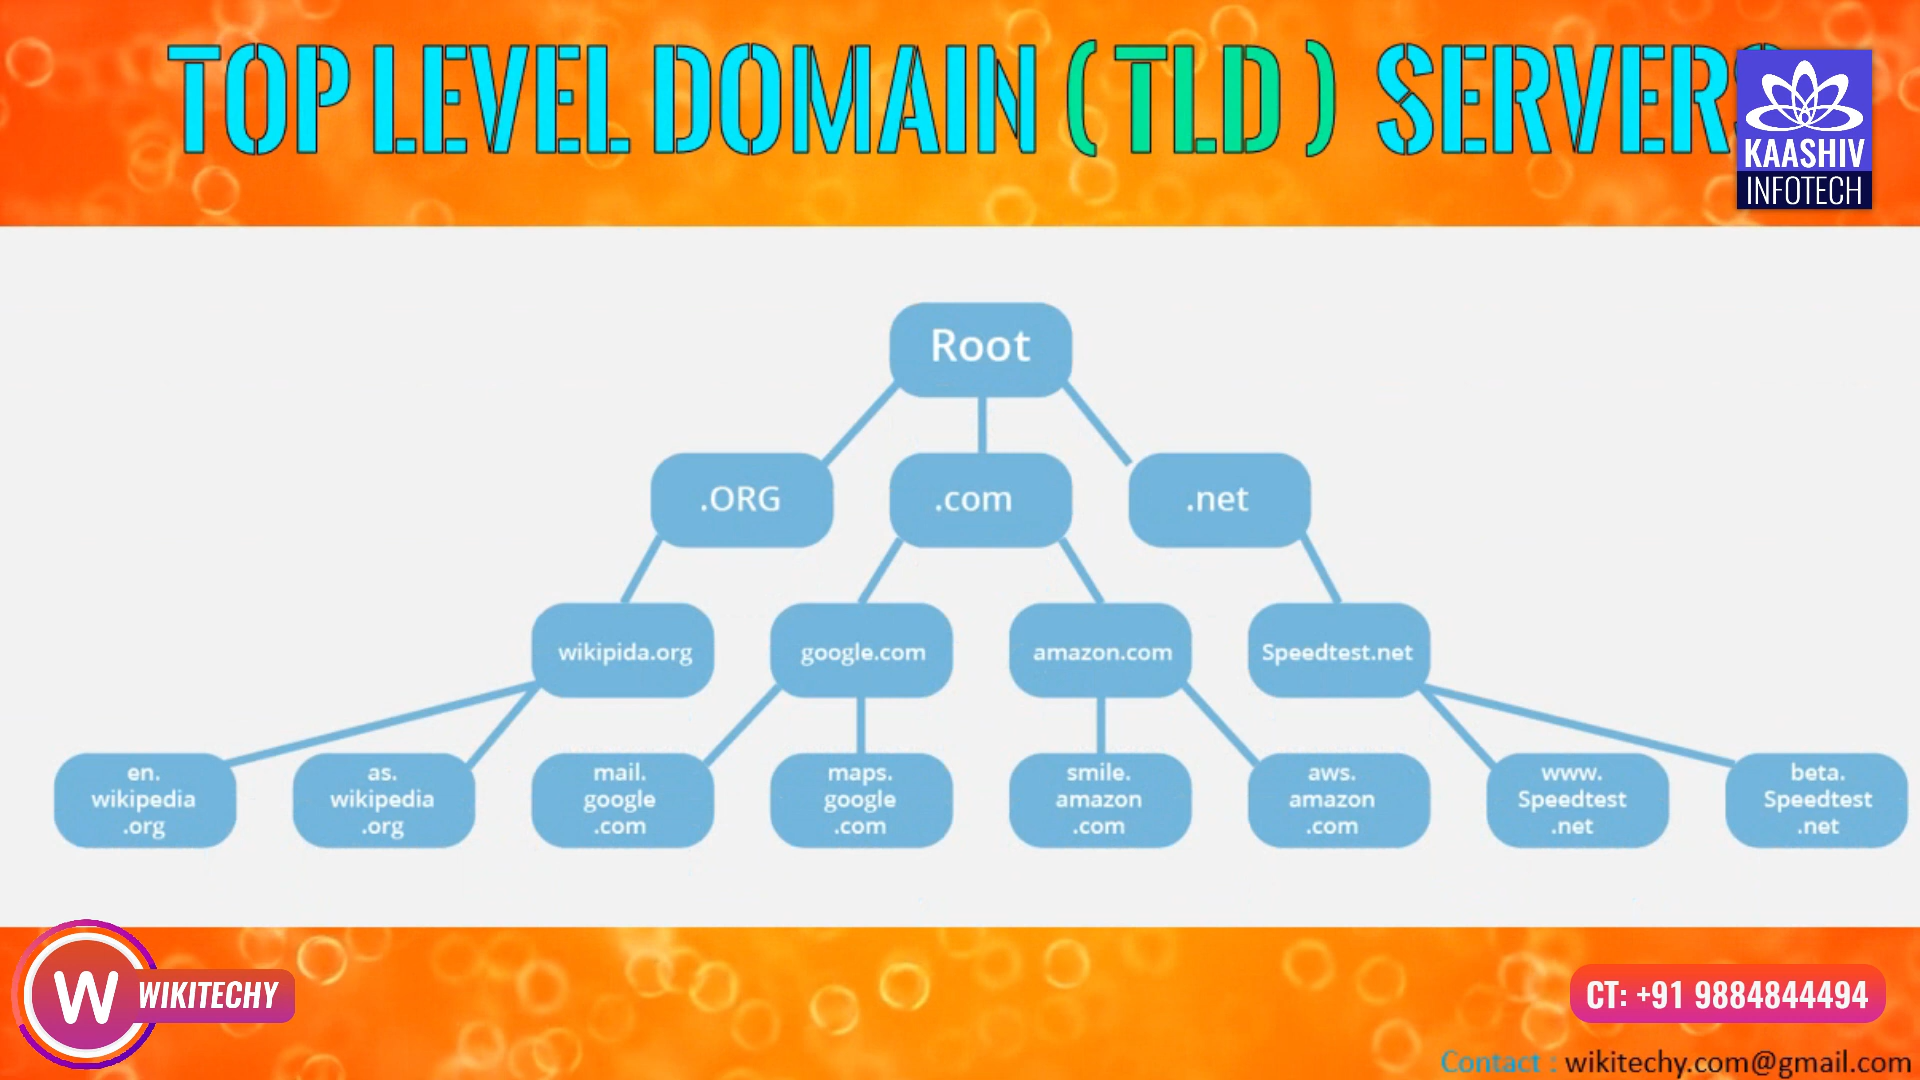 TOP LEVEL DOMAIN ( TLD ) SERVERS
KAASHIV
INFOTECH
Root
.ORG
.com
.net
wikipida.org
google.com
amazon.com
Speedtest.net
en.
wikipedia
.org
as.
wikipedia
.org
mail.
google
.com
maps.
google
.com
smile.
amazon
.com
aws.
amazon
.com
www.
Speedtest
.net
beta.
Speedtest
.net
W WIKITECHY
CT: +91 9884844494
Contact : wikitechy.com@gmail.com